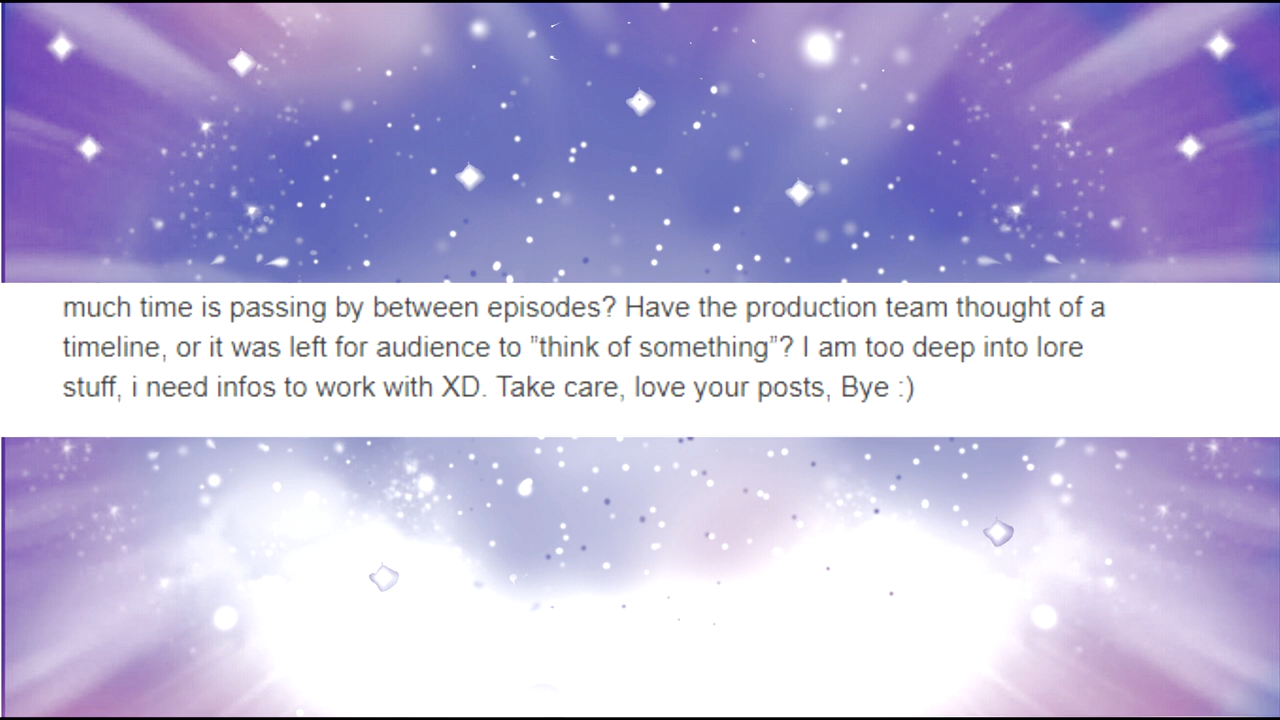 much time is passing by between episodes? Have the production team thought of a
timeline, or it was left for audience to ”think of something”? I am too deep into lore
stuff, i need infos to work with XD. Take care, love your posts, Bye :)